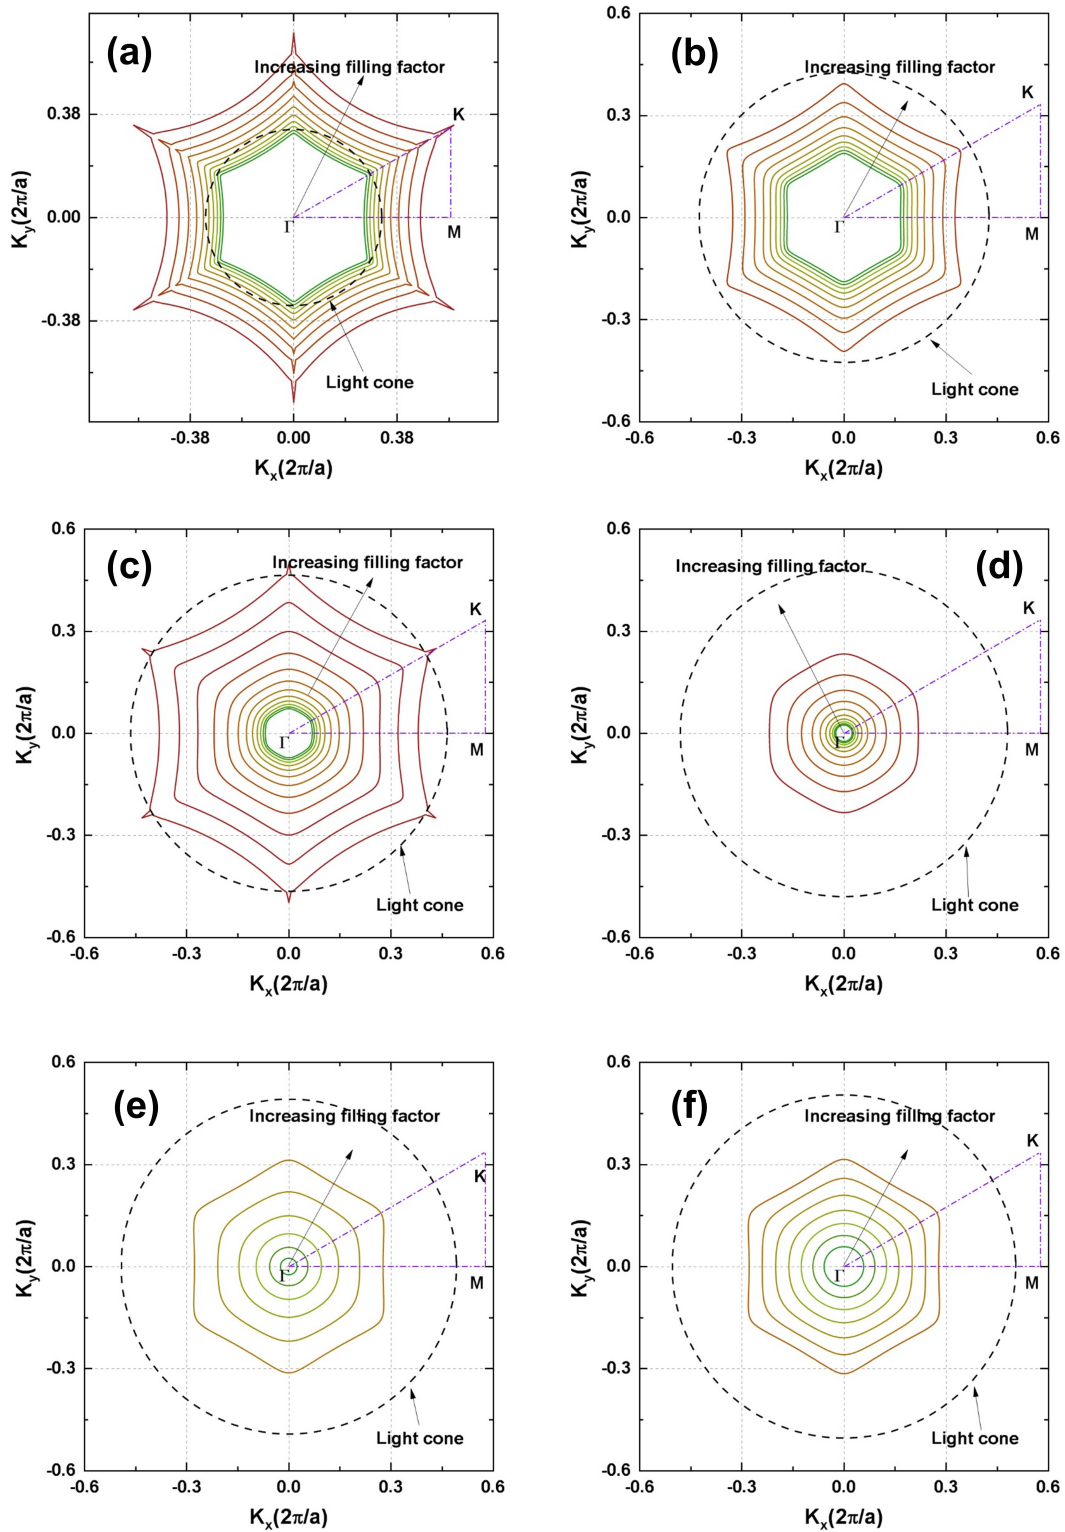 (a)
Increasing filling factor
0.38
K
0.00
Γ
M
-0.38
Light cone
-0.38 0.00 0.38
Kx(2π/a)
Ky(2π/a)
0.6
(b)
Increasing filling factor
K
0.3
0.0
Γ
M
-0.3
Light cone
-0.6
-0.6 -0.3 0.0 0.3 0.6
Kx(2π/a)
Ky(2π/a)
0.6
(c)
Increasing filling factor
K
0.3
0.0
Γ
M
-0.3
Light cone
-0.6
-0.6 -0.3 0.0 0.3 0.6
Kx(2π/a)
Ky(2π/a)
0.6
Increasing filling factor
(d)
K
0.3
0.0
Γ
M
-0.3
Light cone
-0.6
-0.6 -0.3 0.0 0.3 0.6
Kx(2π/a)
Ky(2π/a)
0.6
(e)
Increasing filling factor
0.3
K
0.0
Γ
M
-0.3
Light cone
-0.6
-0.6 -0.3 0.0 0.3 0.6
Kx(2π/a)
Ky(2π/a)
0.6
(f)
Increasing filling factor
K
0.3
0.0
Γ
M
-0.3
Light cone
-0.6
-0.6 -0.3 0.0 0.3 0.6
Kx(2π/a)
Ky(2π/a)